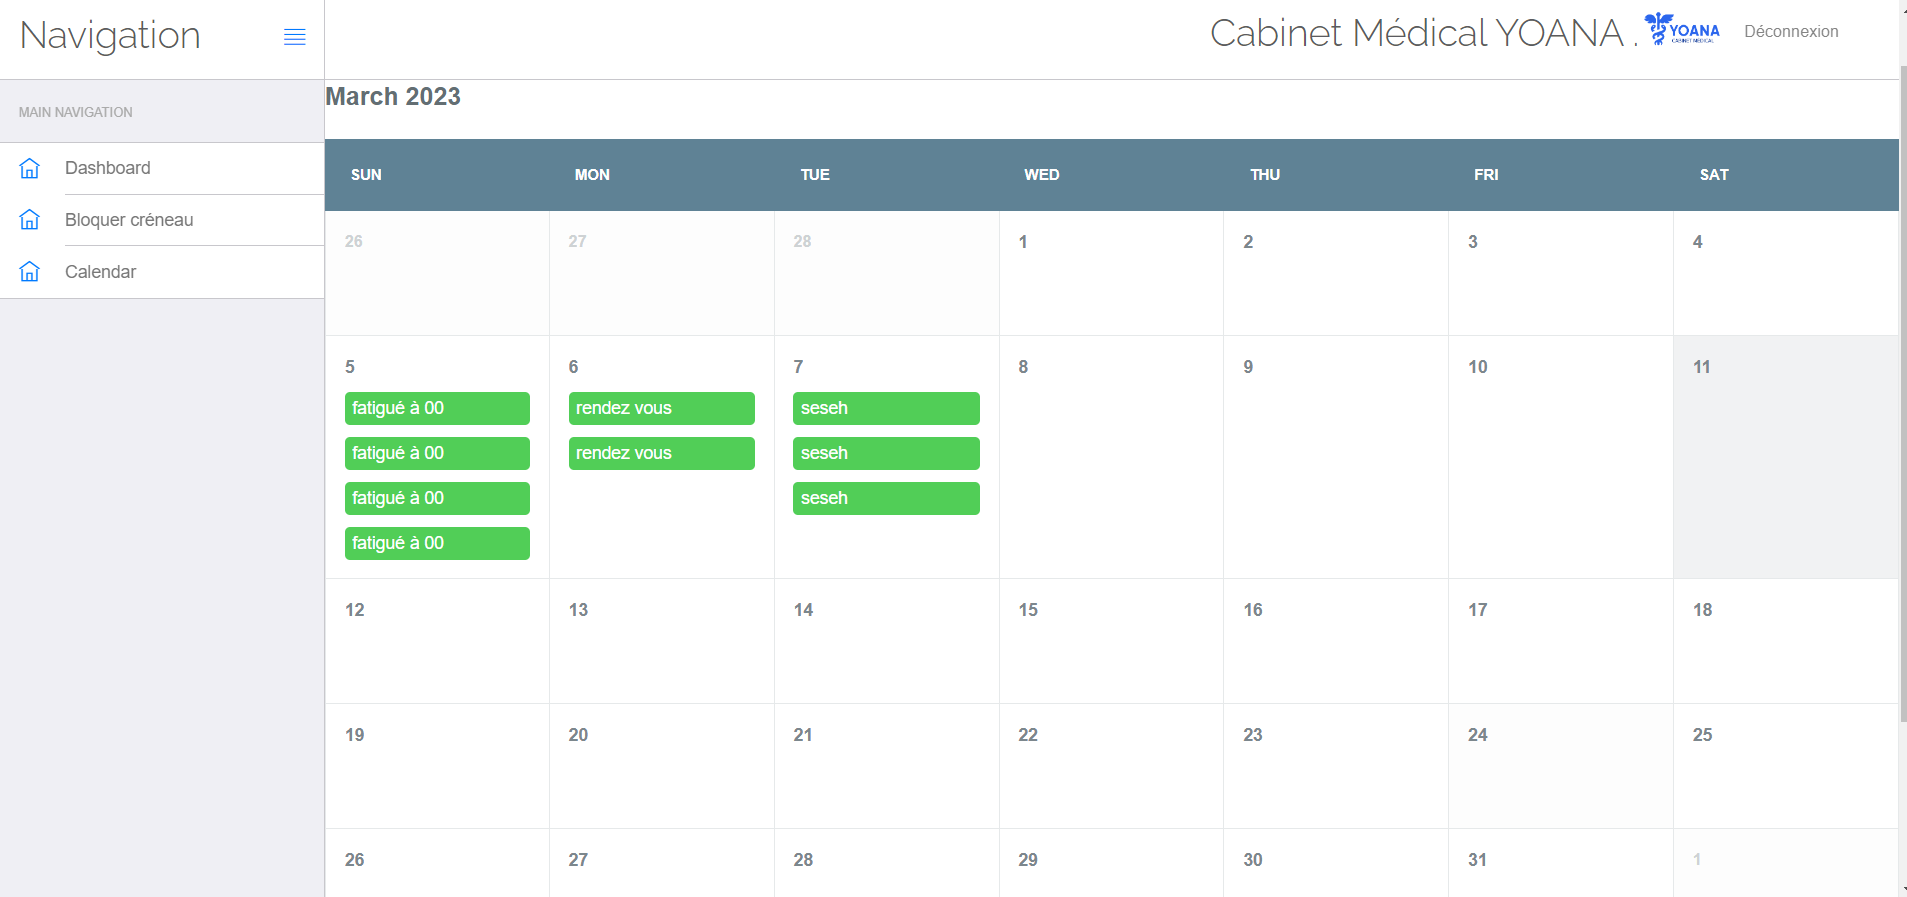 Navigation
Cabinet Médical YOANA .
YOANA
CABINET MEDICAL
Déconnexion
MAIN NAVIGATION
Dashboard
Bloquer créneau
Calendar
March 2023
SUN MON TUE WED THU FRI SAT
26 27 28 1 2 3 4
5 6 7 8 9 10 11
fatigué à 00 rendez vous seseh
fatigué à 00 rendez vous seseh
fatigué à 00 seseh
fatigué à 00
12 13 14 15 16 17 18
19 20 21 22 23 24 25
26 27 28 29 30 31 1